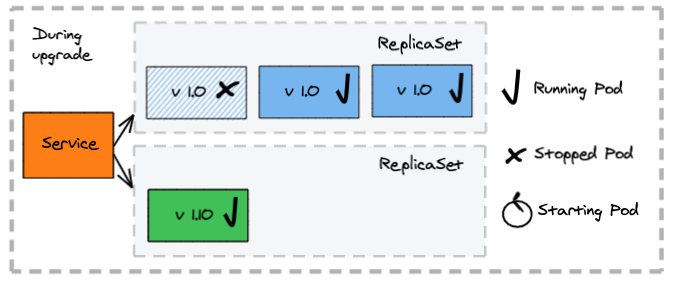 During
upgrade
ReplicaSet
v 1.0
v 1.0
v 1.0
Running Pod
Service
Stopped Pod
ReplicaSet
v 1.10
Starting Pod